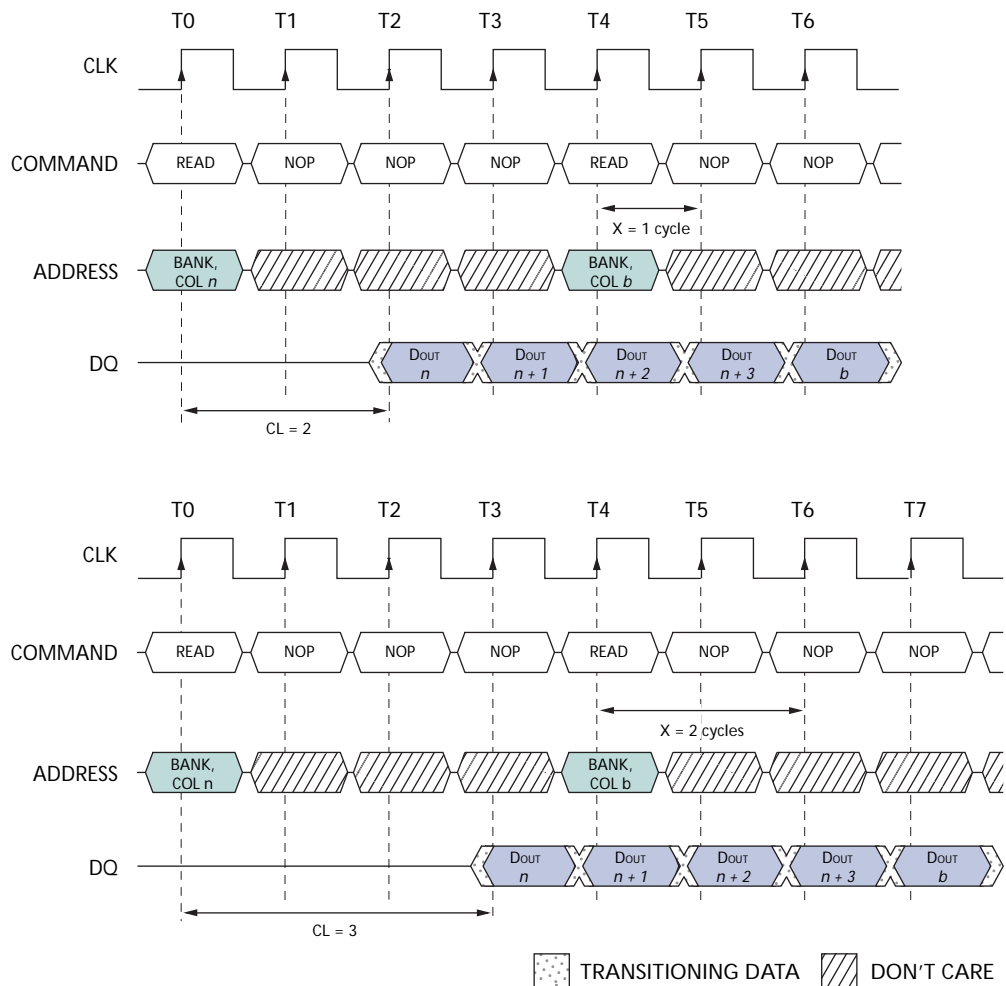 T0 T1 T2 T3 T4 T5 T6
CLK
COMMAND READ NOP NOP NOP READ NOP NOP
X = 1 cycle
ADDRESS BANK, COL n BANK, COL b
DQ DOUT n DOUT n + 1 DOUT n + 2 DOUT n + 3 DOUT b
CL = 2
T0 T1 T2 T3 T4 T5 T6 T7
CLK
COMMAND READ NOP NOP NOP READ NOP NOP NOP
X = 2 cycles
ADDRESS BANK, COL n BANK, COL b
DQ DOUT n DOUT n + 1 DOUT n + 2 DOUT n + 3 DOUT b
CL = 3
TRANSITIONING DATA DON'T CARE